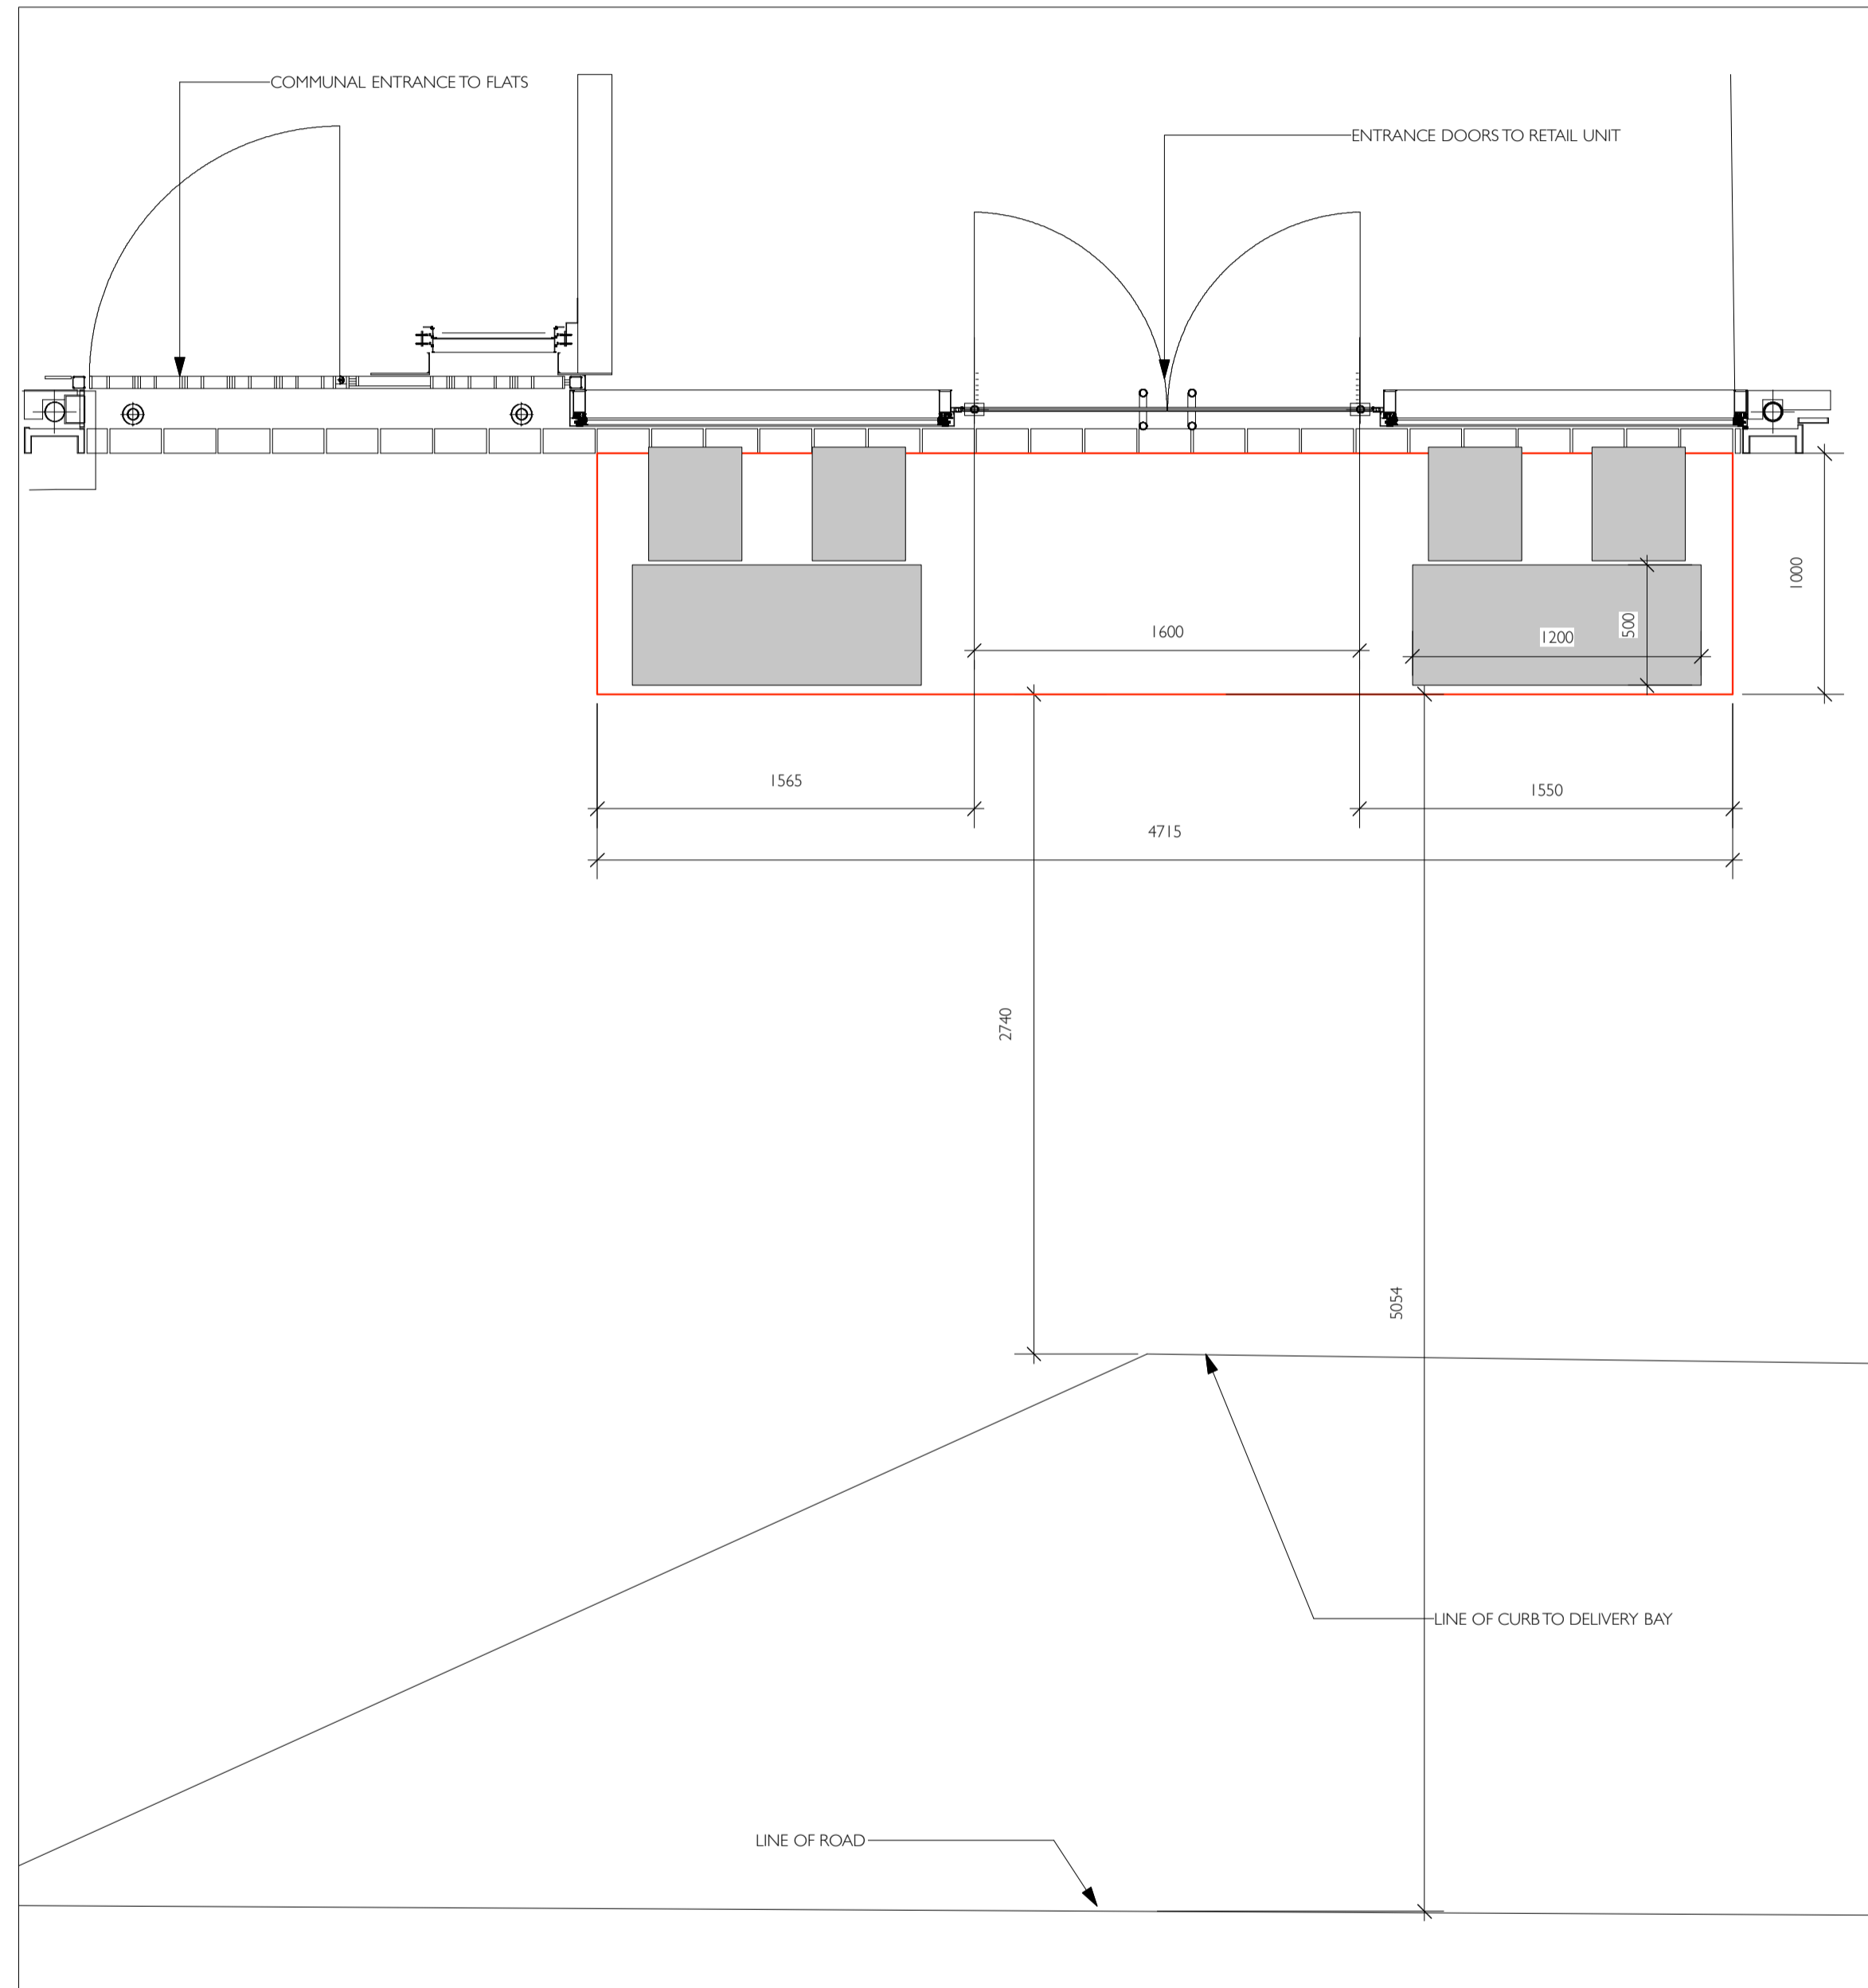 COMMUNAL ENTRANCE TO FLATS
ENTRANCE DOORS TO RETAIL UNIT
1000
500
1600
1200
1565
1550
4715
2740
5054
LINE OF CURB TO DELIVERY BAY
LINE OF ROAD